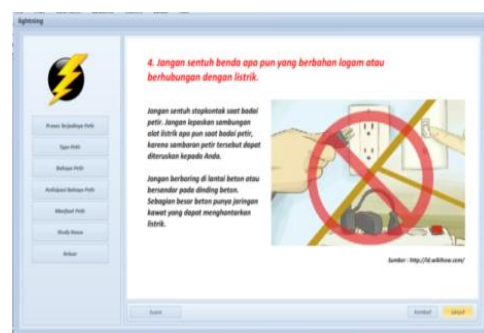 lightning
4. Jangan sentuh benda apa pun yang berbahan logam atau
berhubungan dengan listrik.
Jangan sentuh stopkontak saat badai
petir. Jangan lepaskan sambungan
alat listrik apa pun saat badai petir,
karena sambaran petir tersebut dapat
diteruskan kepada Anda.
Jangan berbaring di lantai beton atau
bersandar pada dinding beton.
Sebagian besar beton punya jaringan
kawat yang dapat menghantarkan
listrik.
Sumber : http://id.wikihow.com/
Proses Terjadinya Petir
Type Petir
Bahaya Petir
Antisipasi Bahaya Petir
Manfaat Petir
Study Kasus
Keluar
Kembali
Lanjut